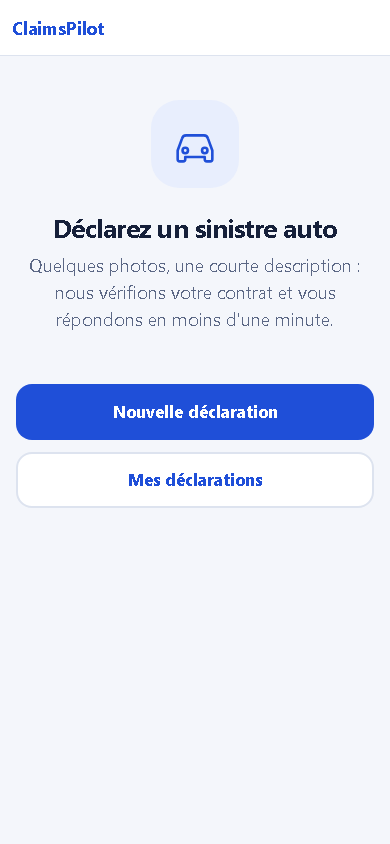 ClaimsPilot
Déclarez un sinistre auto
Quelques photos, une courte description :
nous vérifions votre contrat et vous
répondons en moins d'une minute.
Nouvelle déclaration
Mes déclarations